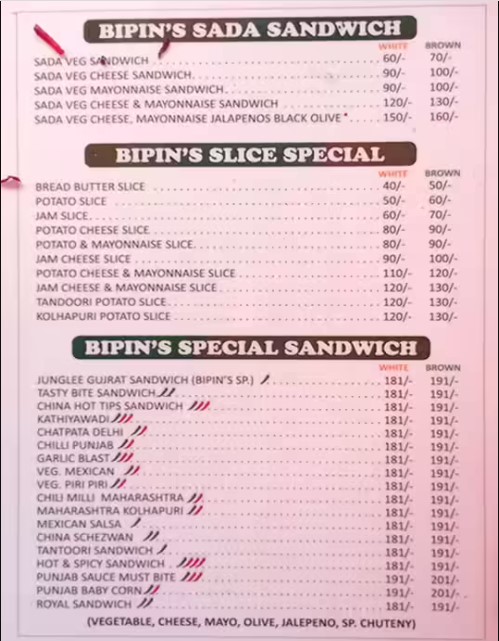 BIPIN'S SADA SANDWICH
WHITE BROWN
SADA VEG SANDWICH 60/- 70/-
SADA VEG CHEESE SANDWICH 90/- 100/-
SADA VEG MAYONNAISE SANDWICH 90/- 100/-
SADA VEG CHEESE & MAYONNAISE SANDWICH 120/- 130/-
SADA VEG CHEESE, MAYONNAISE JALAPENOS BLACK OLIVE 150/- 160/-
BIPIN'S SLICE SPECIAL
WHITE BROWN
BREAD BUTTER SLICE 40/- 50/-
POTATO SLICE 50/- 60/-
JAM SLICE 60/- 70/-
POTATO CHEESE SLICE 80/- 90/-
POTATO & MAYONNAISE SLICE 80/- 90/-
JAM CHEESE SLICE 90/- 100/-
POTATO CHEESE & MAYONNAISE SLICE 110/- 120/-
JAM CHEESE & MAYONNAISE SLICE 120/- 130/-
TANDOORI POTATO SLICE 120/- 130/-
KOLHAPURI POTATO SLICE 120/- 130/-
BIPIN'S SPECIAL SANDWICH
WHITE BROWN
JUNGLEE GUJRAT SANDWICH (BIPIN'S SP.) 181/- 191/-
TASTY BITE SANDWICH 181/- 191/-
CHINA HOT TIPS SANDWICH 181/- 191/-
KATHIYAWADI 181/- 191/-
CHATPATA DELHI 181/- 191/-
CHILLI PUNJAB 181/- 191/-
GARLIC BLAST 181/- 191/-
VEG. MEXICAN 181/- 191/-
VEG. PIRI PIRI 181/- 191/-
CHILI MILLI MAHARASHTRA 181/- 191/-
MAHARASHTRA KOLHAPURI 181/- 191/-
MEXICAN SALSA 181/- 191/-
CHINA SCHEZWAN 181/- 191/-
TANTOORI SANDWICH 181/- 191/-
HOT & SPICY SANDWICH 181/- 191/-
PUNJAB SAUCE MUST BITE 191/- 201/-
PUNJAB BABY CORN 191/- 201/-
ROYAL SANDWICH 181/- 191/-
(VEGETABLE, CHEESE, MAYO, OLIVE, JALEPENO, SP. CHUTENY)